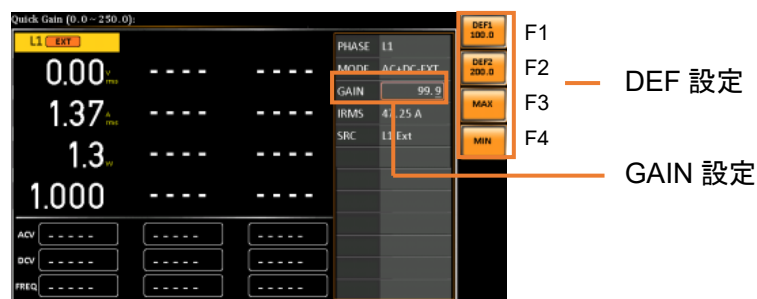 Quick Gain (0.0 ~ 250.0):
L1 EXT
0.00 V rms
1.37 A rms
1.3 W
1.000
- - - - - - - -
- - - - - - - -
- - - - - - - -
- - - - - - - -
ACV - - - - - - - - - - - - - - -
DCV - - - - - - - - - - - - - - -
FREQ - - - - - - - - - - - - - - -
PHASE L1
MODE AC+DC-EXT
GAIN 99.9
IRMS 47.25 A
SRC L1 Ext
DEF1 100.0 F1
DEF2 200.0 F2
MAX F3
MIN F4
DEF 設定
GAIN 設定